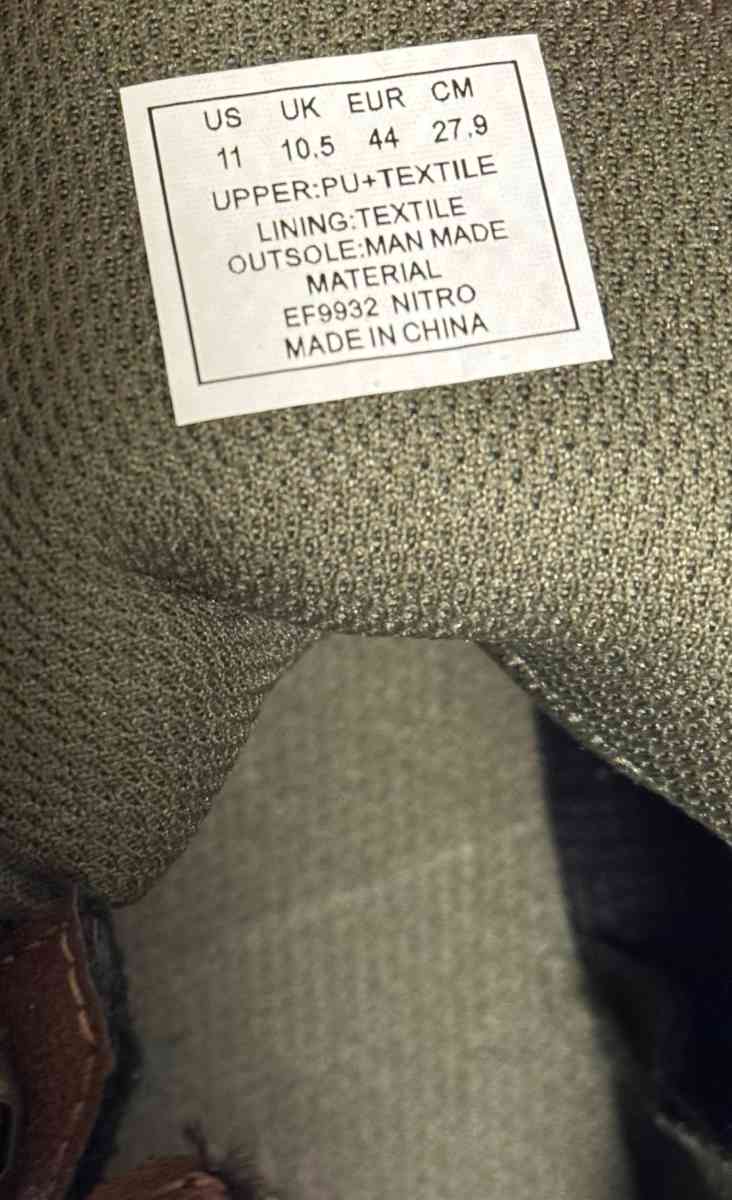 US UK EUR CM
11 10.5 44 27.9
UPPER:PU+TEXTILE
LINING:TEXTILE
OUTSOLE:MAN MADE
MATERIAL
EF9932 NITRO
MADE IN CHINA